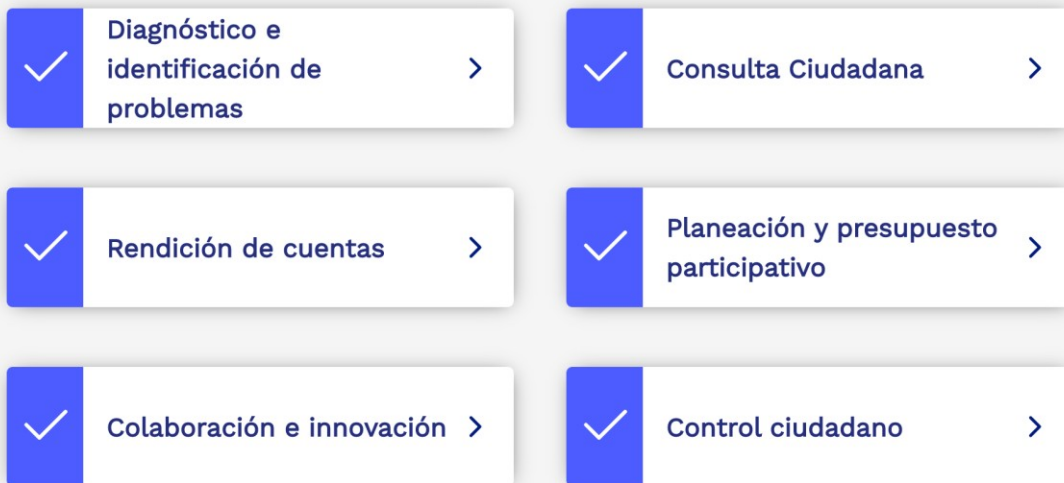 Diagnóstico e
identificación de
problemas
Consulta Ciudadana
Rendición de cuentas
Planeación y presupuesto
participativo
Colaboración e innovación
Control ciudadano